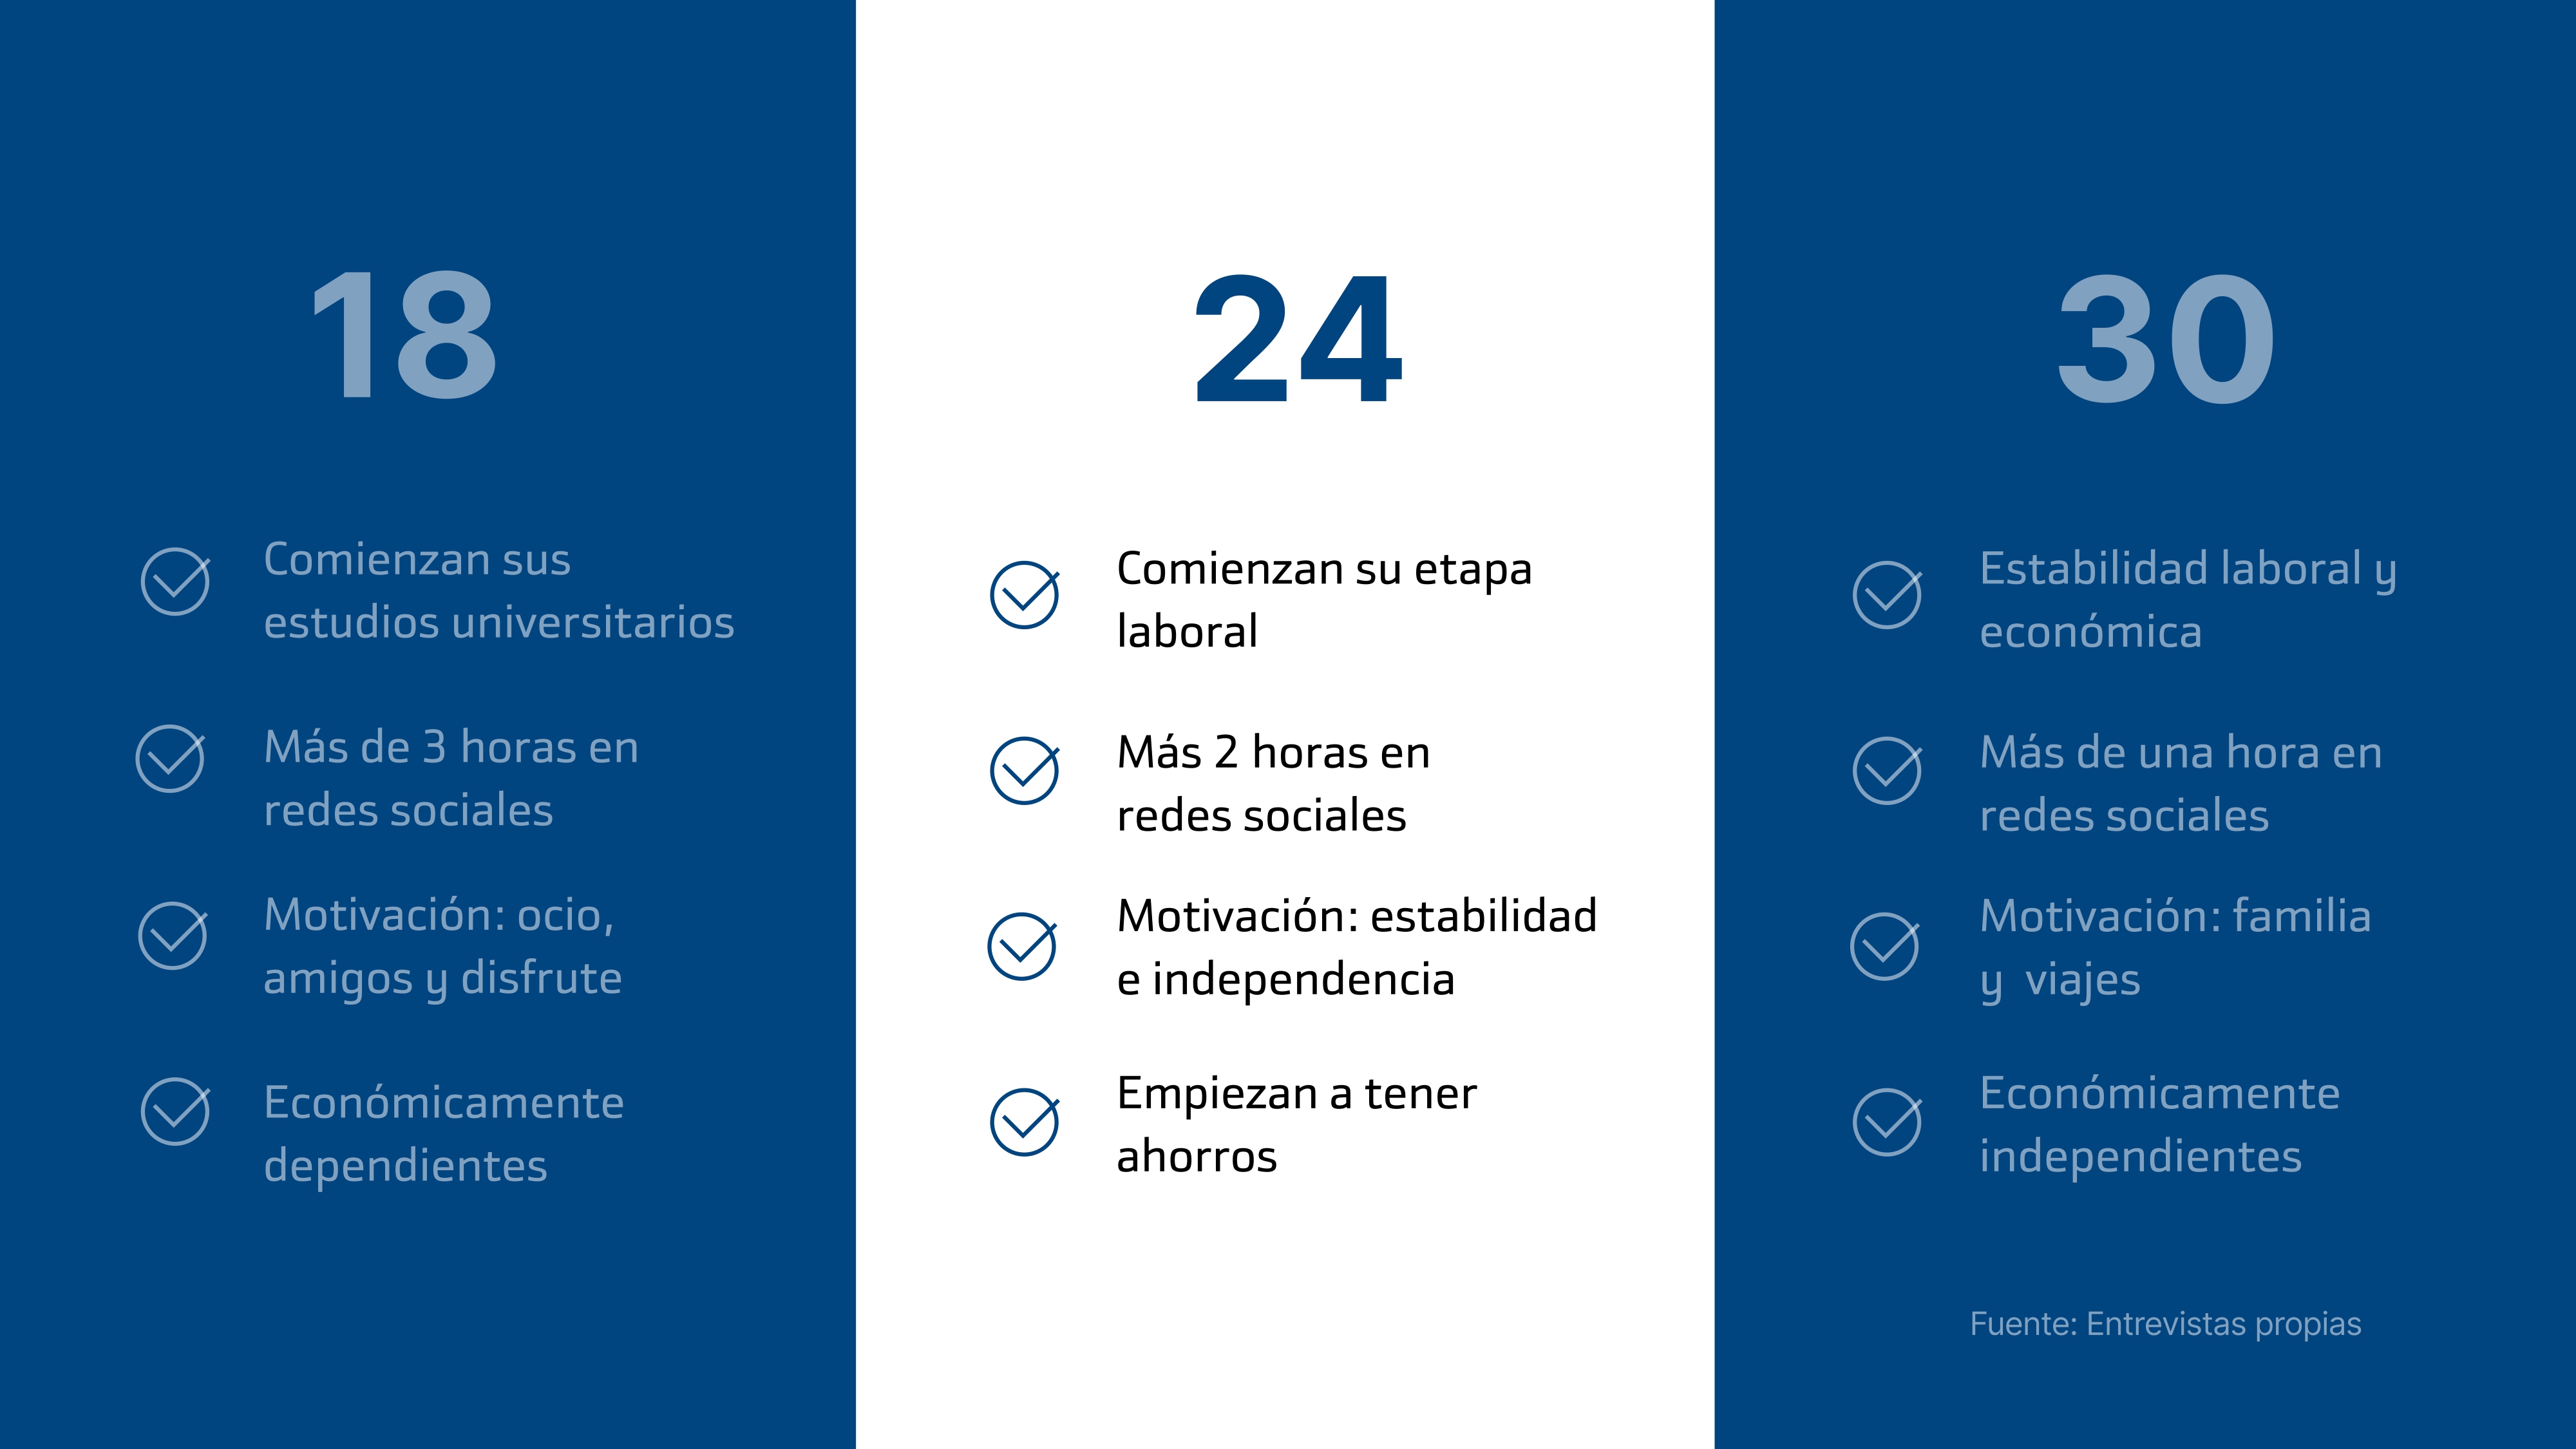 18
Comienzan sus
estudios universitarios
Más de 3 horas en
redes sociales
Motivación: ocio,
amigos y disfrute
Económicamente
dependientes
24
Comienzan su etapa
laboral
Más 2 horas en
redes sociales
Motivación: estabilidad
e independencia
Empiezan a tener
ahorros
30
Estabilidad laboral y
económica
Más de una hora en
redes sociales
Motivación: familia
y  viajes
Económicamente
independientes
Fuente: Entrevistas propias